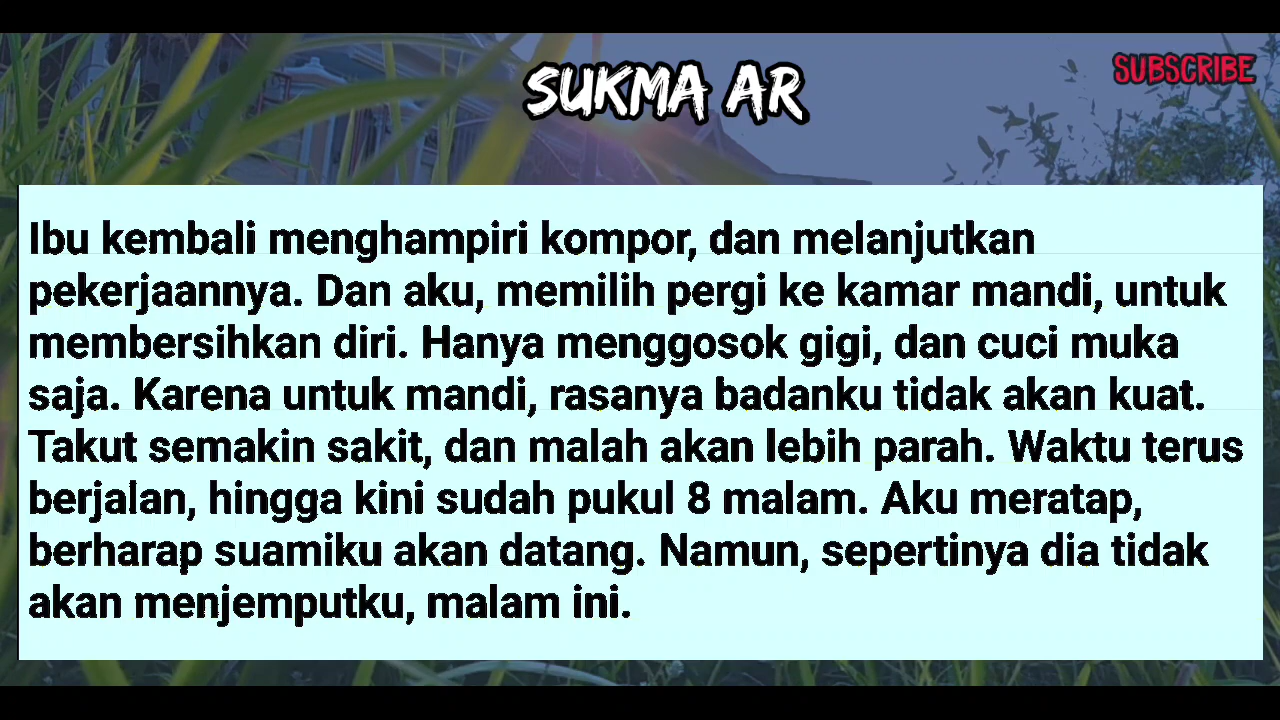 SUKMA AR
SUBSCRIBE
Ibu kembali menghampiri kompor, dan melanjutkan
pekerjaannya. Dan aku, memilih pergi ke kamar mandi, untuk
membersihkan diri. Hanya menggosok gigi, dan cuci muka
saja. Karena untuk mandi, rasanya badanku tidak akan kuat.
Takut semakin sakit, dan malah akan lebih parah. Waktu terus
berjalan, hingga kini sudah pukul 8 malam. Aku meratap,
berharap suamiku akan datang. Namun, sepertinya dia tidak
akan menjemputku, malam ini.